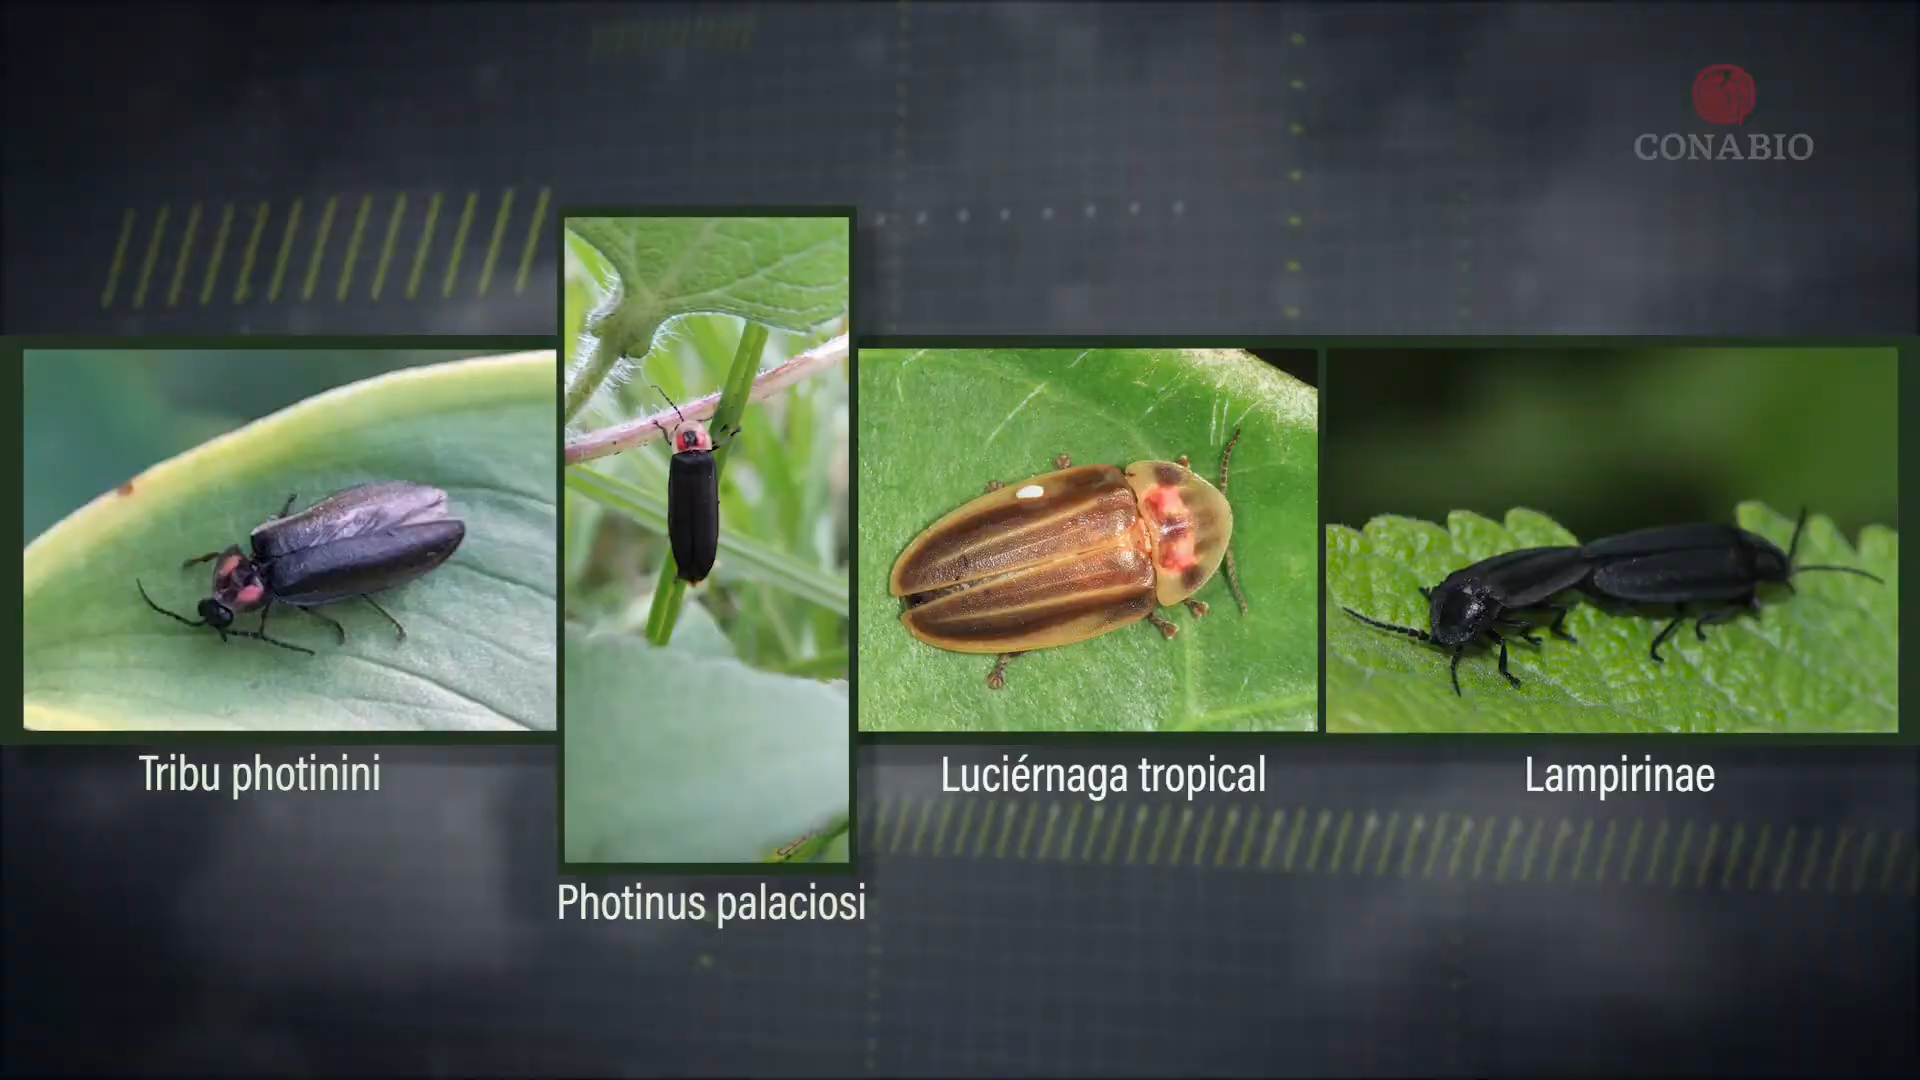 CONABIO
Tribu photinini
Luciérnaga tropical
Lampirinae
Photinus palaciosi